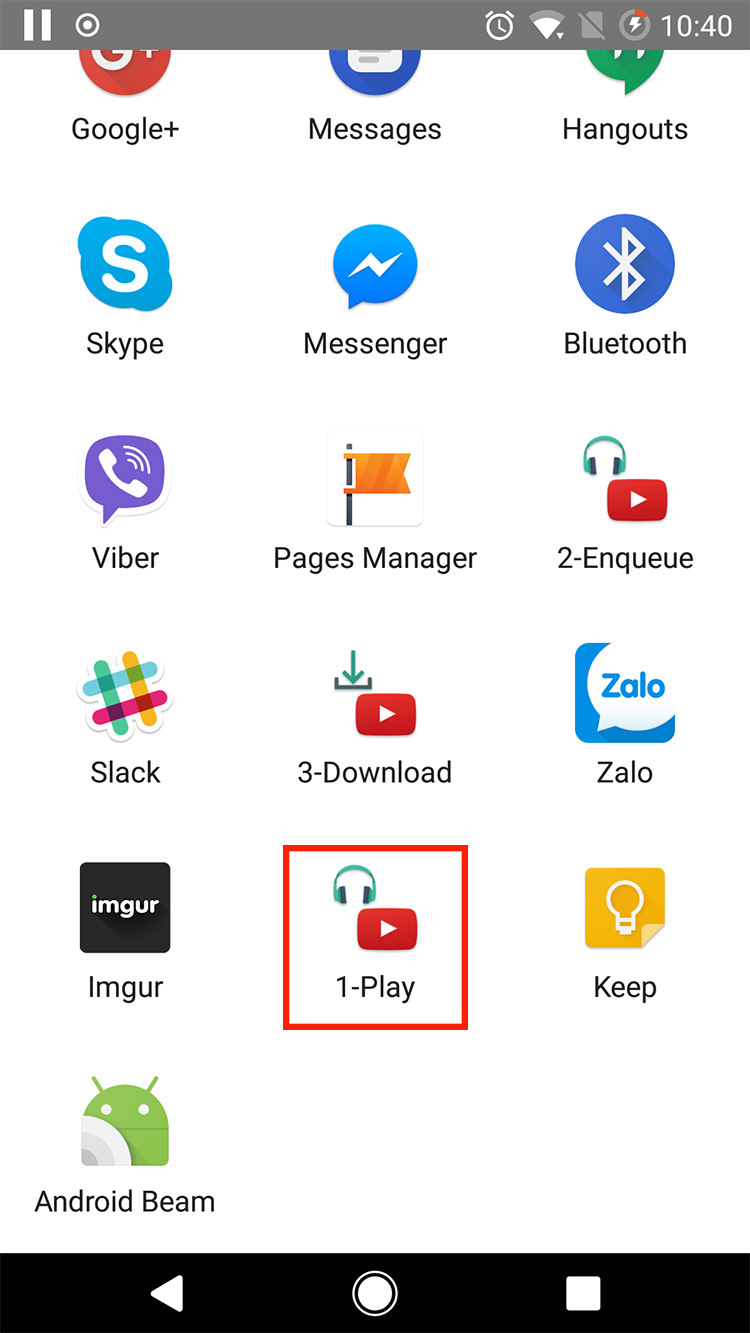 10:40
G+
Google+
Messages
Hangouts
S
Skype
Messenger
Bluetooth
Viber
Pages Manager
2-Enqueue
Slack
3-Download
Zalo
Zalo
imgur
Imgur
1-Play
Keep
Android Beam